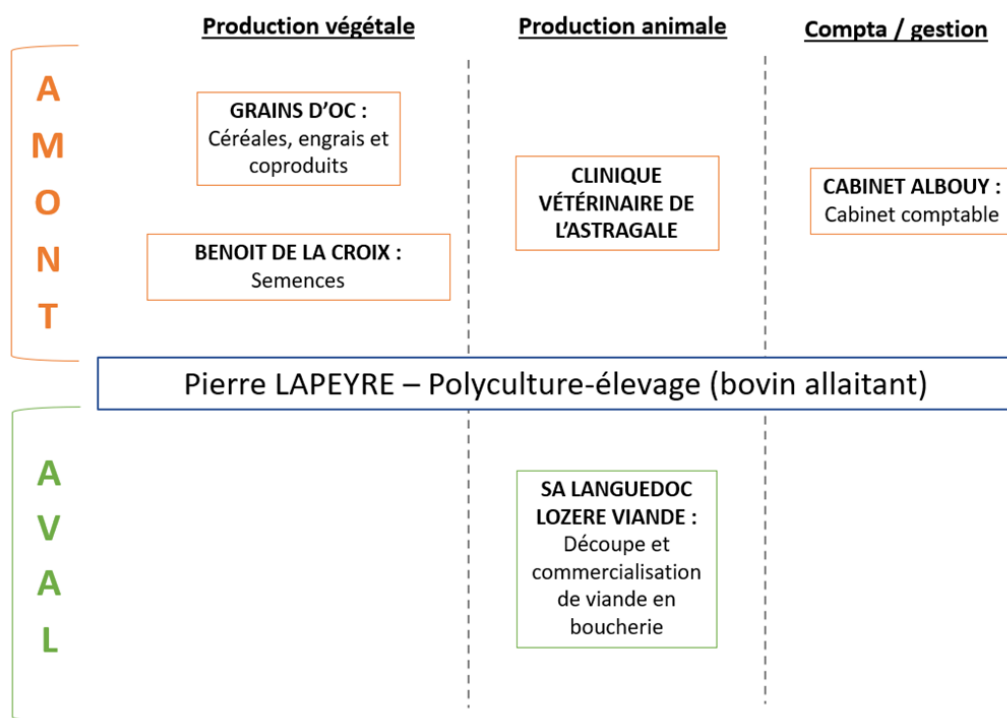 Production végétale
Production animale
Compta / gestion
A
M
O
N
T
GRAINS D'OC :
Céréales, engrais et
coproduits
BENOIT DE LA CROIX :
Semences
CLINIQUE
VÉTÉRINAIRE DE
L'ASTRAGALE
CABINET ALBOUY :
Cabinet comptable
Pierre LAPEYRE – Polyculture-élevage (bovin allaitant)
A
V
A
L
SA LANGUEDOC
LOZERE VIANDE :
Découpe et
commercialisation
de viande en
boucherie